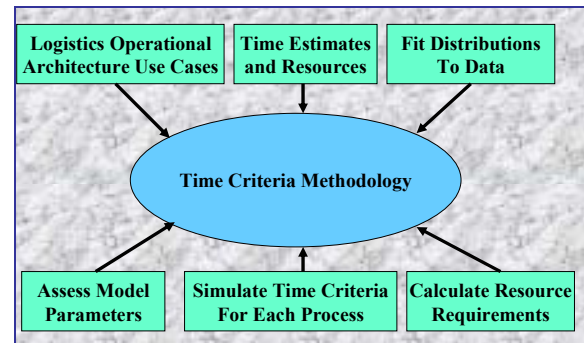 Logistics Operational
Architecture Use Cases
Time Estimates
and Resources
Fit Distributions
To Data
Time Criteria Methodology
Assess Model
Parameters
Simulate Time Criteria
For Each Process
Calculate Resource
Requirements